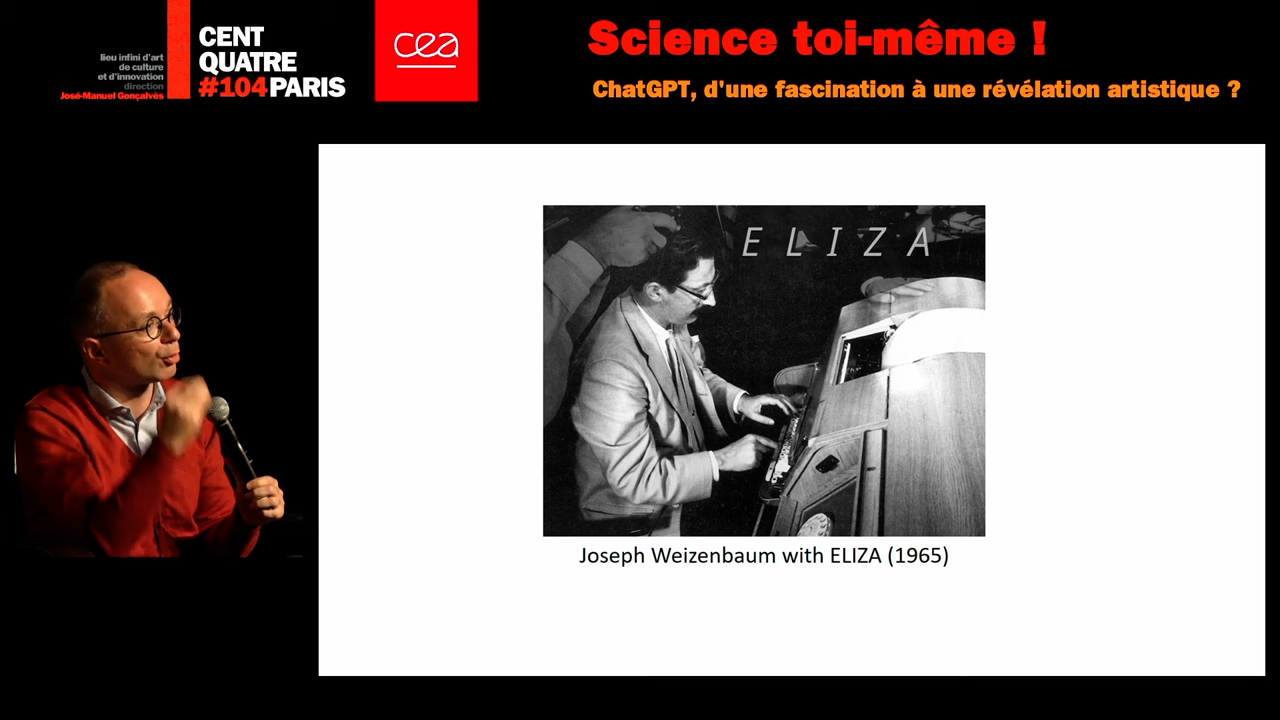 lieu infini d'art
de culture
et d'innovation
direction
José-Manuel Gonçalvès
CENT
QUATRE
#104PARIS
cea
Science toi-même !
ChatGPT, d'une fascination à une révélation artistique ?
E L I Z A
Joseph Weizenbaum with ELIZA (1965)